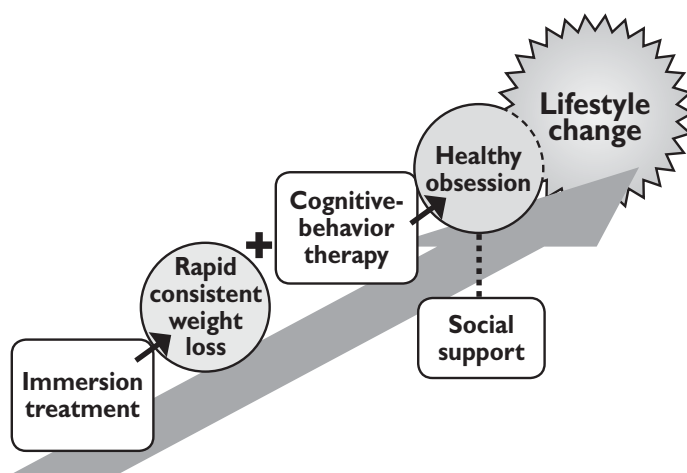 Immersion
treatment
Rapid
consistent
weight
loss
+
Cognitive-
behavior
therapy
Healthy
obsession
Social
support
Lifestyle
change